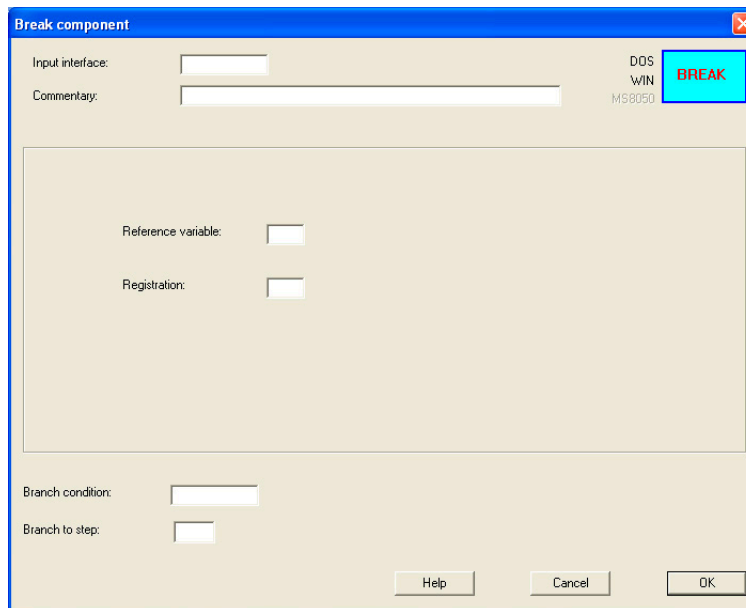 Break component
Input interface:
DOS
WIN
MS8050
BREAK
Commentary:
Reference variable:
Registration:
Branch condition:
Branch to step:
Help
Cancel
OK